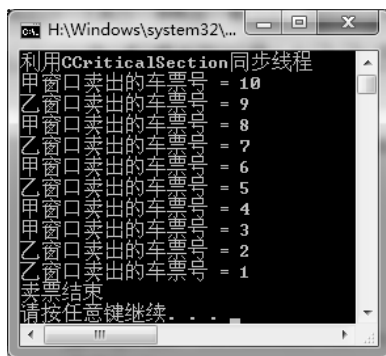 H:\Windows\system32\...
利用CCriticalSection同步线程
甲窗口卖出的车票号 = 10
乙窗口卖出的车票号 = 9
甲窗口卖出的车票号 = 8
乙窗口卖出的车票号 = 7
甲窗口卖出的车票号 = 6
乙窗口卖出的车票号 = 5
甲窗口卖出的车票号 = 4
甲窗口卖出的车票号 = 3
乙窗口卖出的车票号 = 2
乙窗口卖出的车票号 = 1
卖票结束
请按任意键继续. . .